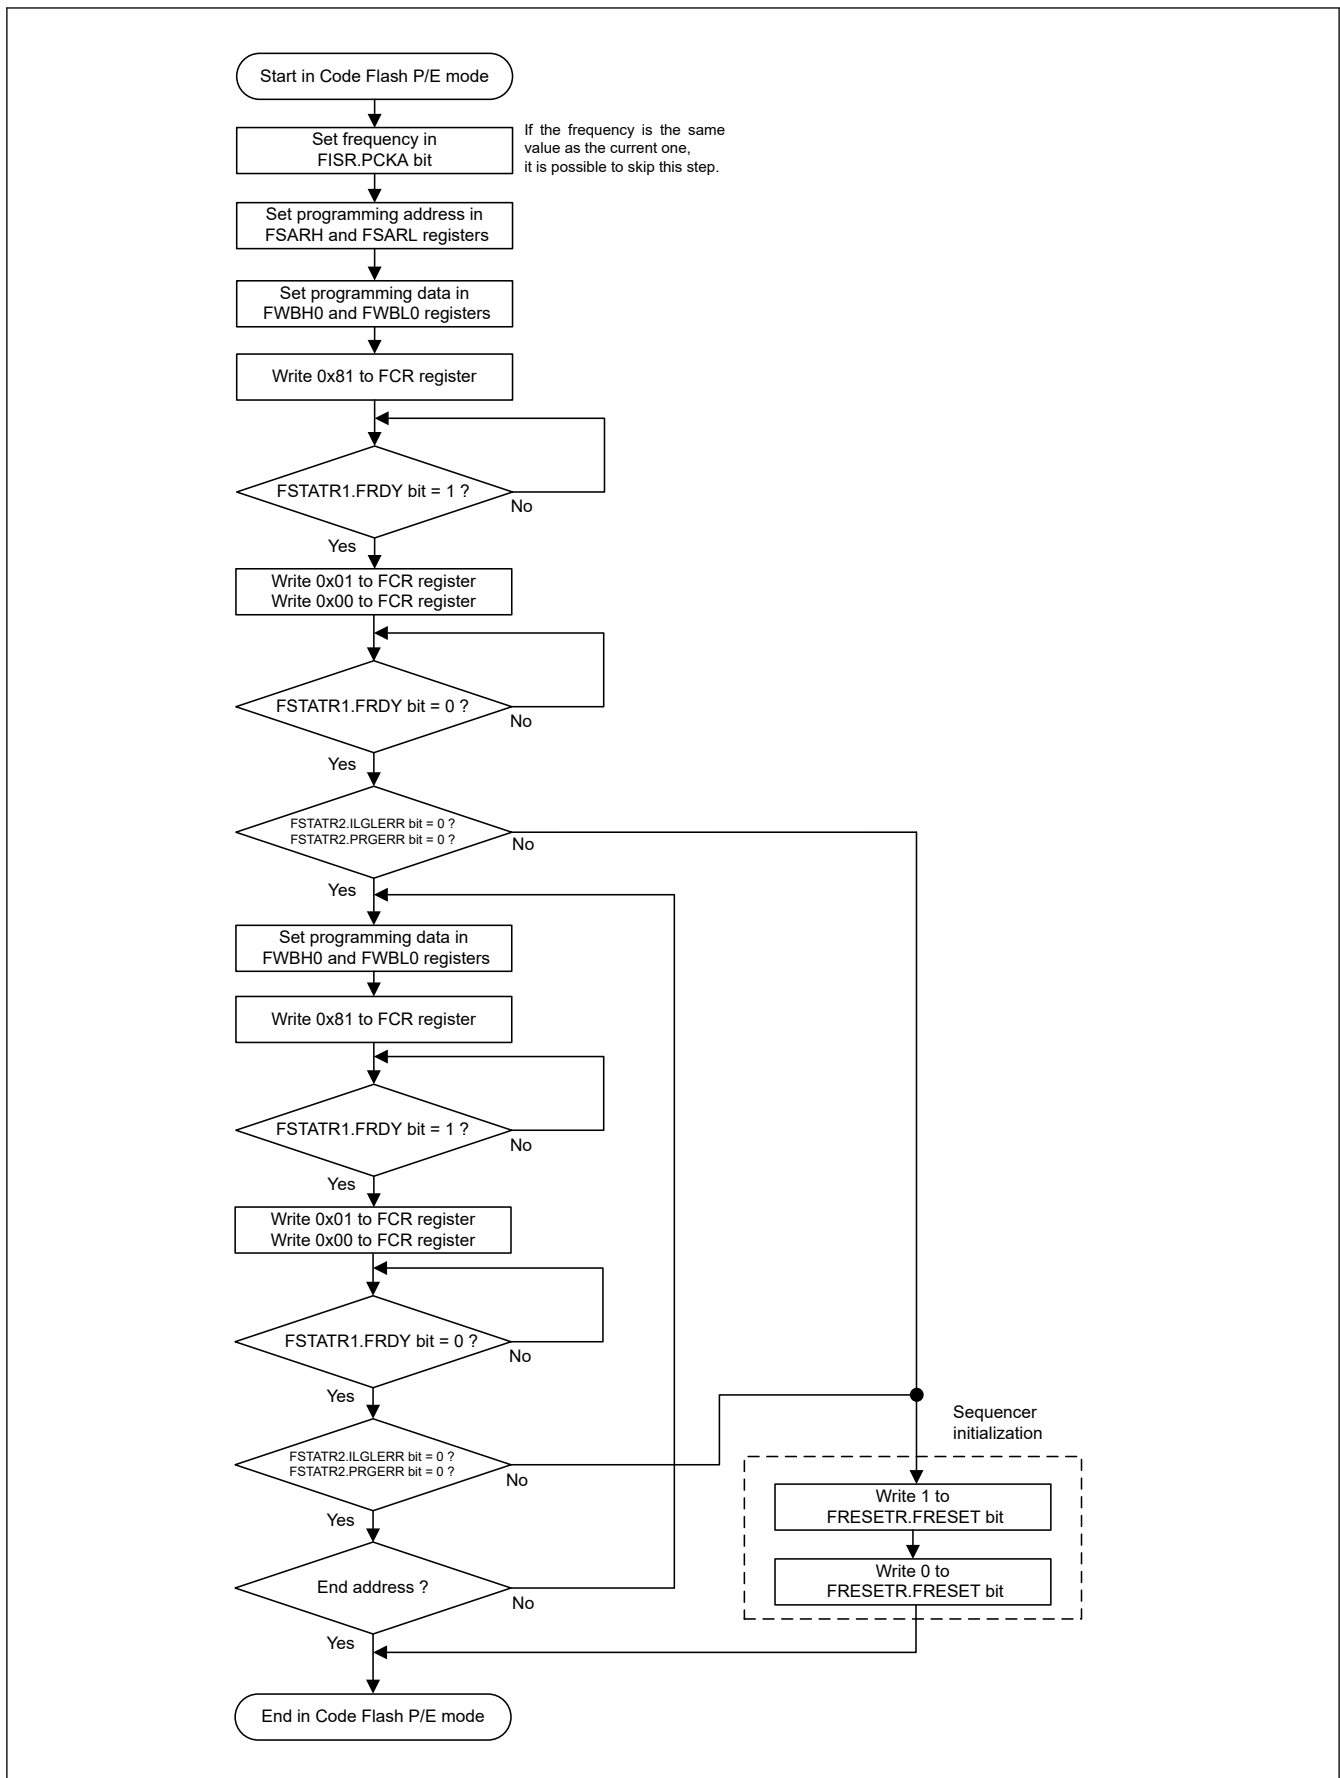 Start in Code Flash P/E mode
Set frequency in
FISR.PCKA bit
If the frequency is the same
value as the current one,
it is possible to skip this step.
Set programming address in
FSARH and FSARL registers
Set programming data in
FWBH0 and FWBL0 registers
Write 0x81 to FCR register
FSTATR1.FRDY bit = 1 ?
No
Yes
Write 0x01 to FCR register
Write 0x00 to FCR register
FSTATR1.FRDY bit = 0 ?
No
Yes
FSTATR2.ILGLERR bit = 0 ?
FSTATR2.PRGERR bit = 0 ?
No
Yes
Set programming data in
FWBH0 and FWBL0 registers
Write 0x81 to FCR register
FSTATR1.FRDY bit = 1 ?
No
Yes
Write 0x01 to FCR register
Write 0x00 to FCR register
FSTATR1.FRDY bit = 0 ?
No
Yes
Sequencer
initialization
FSTATR2.ILGLERR bit = 0 ?
FSTATR2.PRGERR bit = 0 ?
No
Yes
Write 1 to
FRESETR.FRESET bit
Write 0 to
FRESETR.FRESET bit
End address ?
No
Yes
End in Code Flash P/E mode